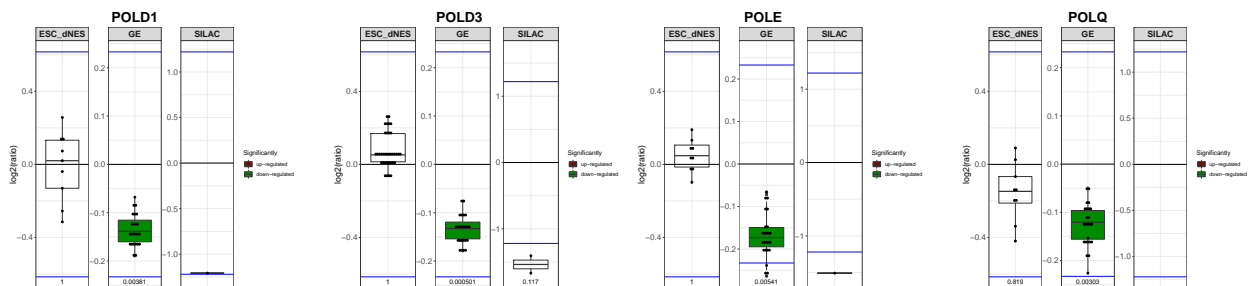 POLD1
ESC_dNES
GE
SILAC
log2(ratio)
0.4
0.0
−0.4
0.2
0.1
0.0
−0.1
−0.2
1.0
0.5
0.0
−0.5
−1.0
1
0.00381
Significantly
up−regulated
down−regulated
POLD3
ESC_dNES
GE
SILAC
log2(ratio)
0.4
0.0
−0.4
0.2
0.1
0.0
−0.1
−0.2
1
0
−1
1
0.000501
0.117
Significantly
up−regulated
down−regulated
POLE
ESC_dNES
GE
SILAC
log2(ratio)
0.4
0.0
−0.4
0.2
0.1
0.0
−0.1
−0.2
1
0
−1
1
0.00541
Significantly
up−regulated
down−regulated
POLQ
ESC_dNES
GE
SILAC
log2(ratio)
0.4
0.0
−0.4
0.2
0.1
0.0
−0.1
−0.2
1.0
0.5
0.0
−0.5
−1.0
0.819
0.00303
Significantly
up−regulated
down−regulated